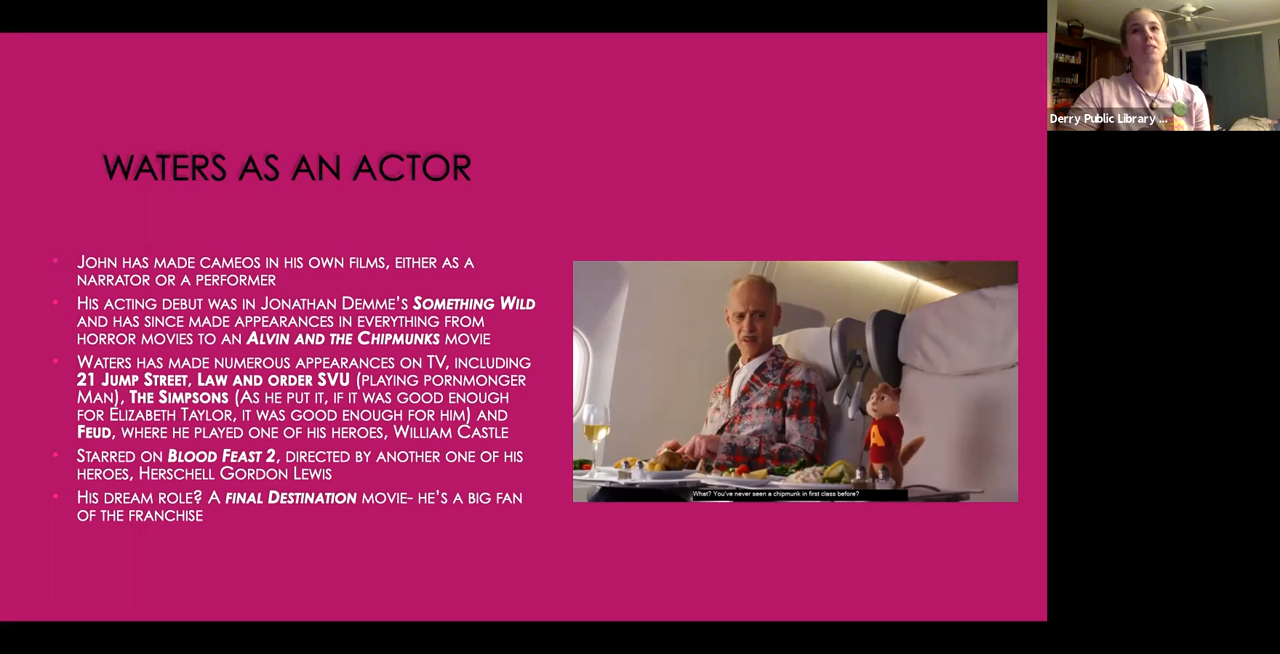 WATERS AS AN ACTOR
JOHN HAS MADE CAMEOS IN HIS OWN FILMS, EITHER AS A
NARRATOR OR A PERFORMER
HIS ACTING DEBUT WAS IN JONATHAN DEMME'S SOMETHING WILD
AND HAS SINCE MADE APPEARANCES IN EVERYTHING FROM
HORROR MOVIES TO AN ALVIN AND THE CHIPMUNKS MOVIE
WATERS HAS MADE NUMEROUS APPEARANCES ON TV, INCLUDING
21 JUMP STREET, LAW AND ORDER SVU (PLAYING PORNMONGER
MAN), THE SIMPSONS (AS HE PUT IT, IF IT WAS GOOD ENOUGH
FOR ELIZABETH TAYLOR, IT WAS GOOD ENOUGH FOR HIM) AND
FEUD, WHERE HE PLAYED ONE OF HIS HEROES, WILLIAM CASTLE
STARRED ON BLOOD FEAST 2, DIRECTED BY ANOTHER ONE OF HIS
HEROES, HERSCHELL GORDON LEWIS
HIS DREAM ROLE? A FINAL DESTINATION MOVIE- HE'S A BIG FAN
OF THE FRANCHISE
A
What? You've never seen a chipmunk in first class before?
Derry Public Library ...